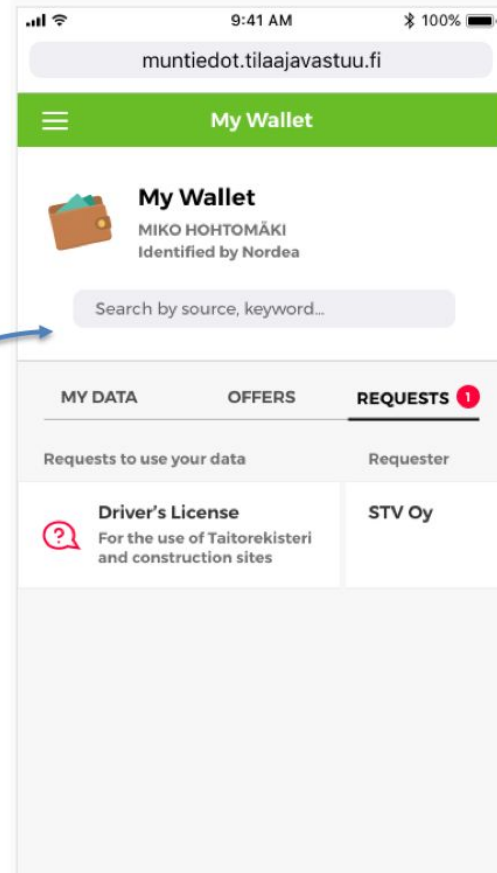 9:41 AM 100%
muntiedot.tilaajavastuu.fi
My Wallet
My Wallet
MIKO HOHTOMÄKI
Identified by Nordea
Search by source, keyword...
MY DATA OFFERS REQUESTS 1
Requests to use your data Requester
Driver's License STV Oy
For the use of Taitorekisteri
and construction sites